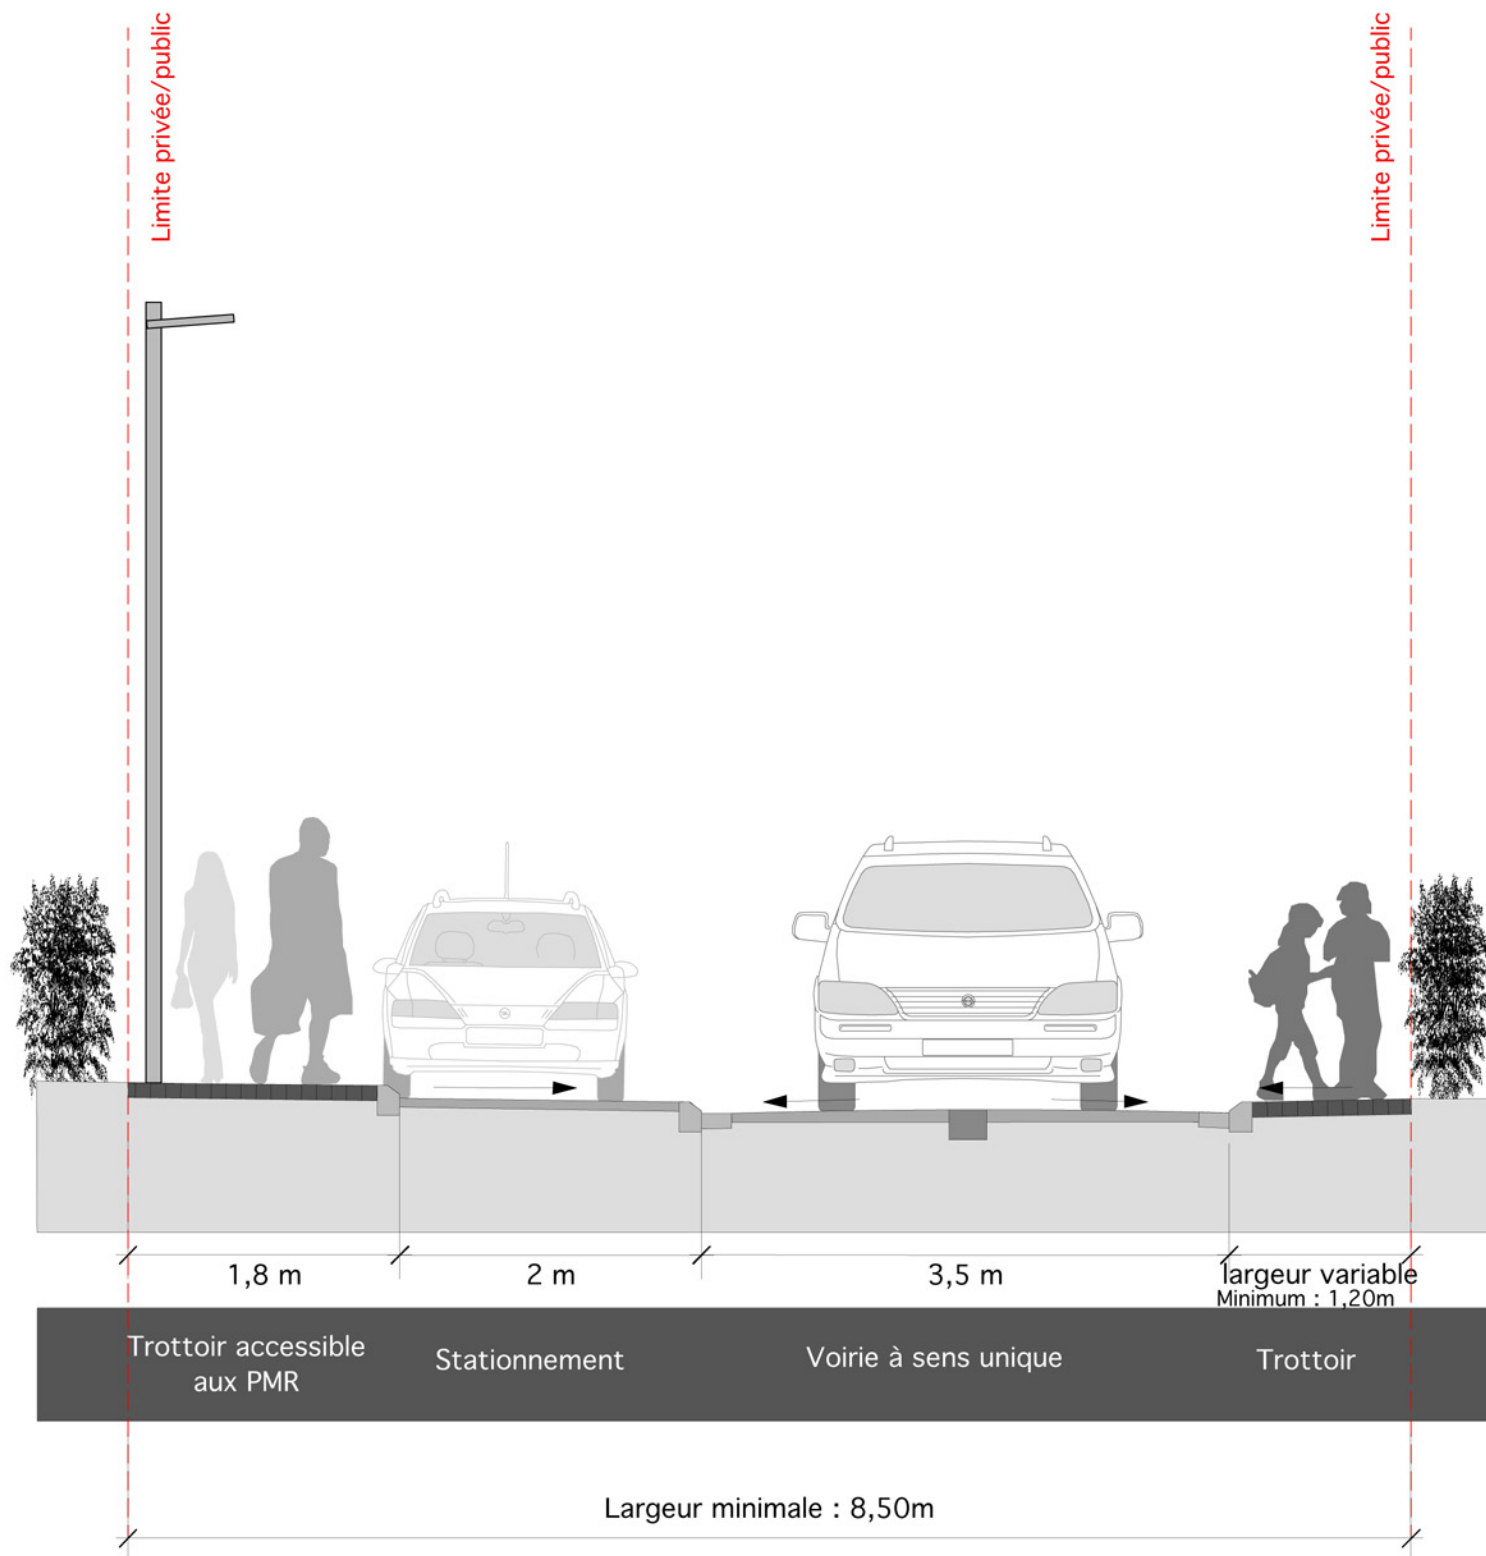 Limite privée/public
Limite privée/public
1,8 m
2 m
3,5 m
largeur variable
Minimum : 1,20m
Trottoir accessible
aux PMR
Stationnement
Voirie à sens unique
Trottoir
Largeur minimale : 8,50m